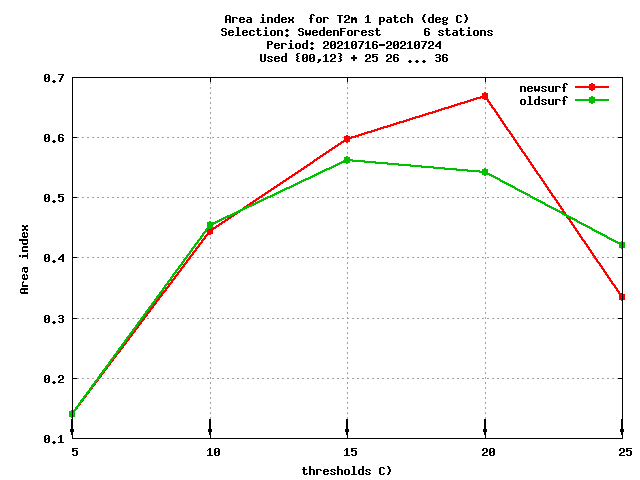 Area index  for T2m 1 patch (deg C)
Selection: SwedenForest      6 stations
Period: 20210716-20210724
Used {00,12} + 25 26 ... 36
0.7
newsurf
oldsurf
0.6
0.5
0.4
0.3
0.2
0.1
Area index
5 10 15 20 25
thresholds C)